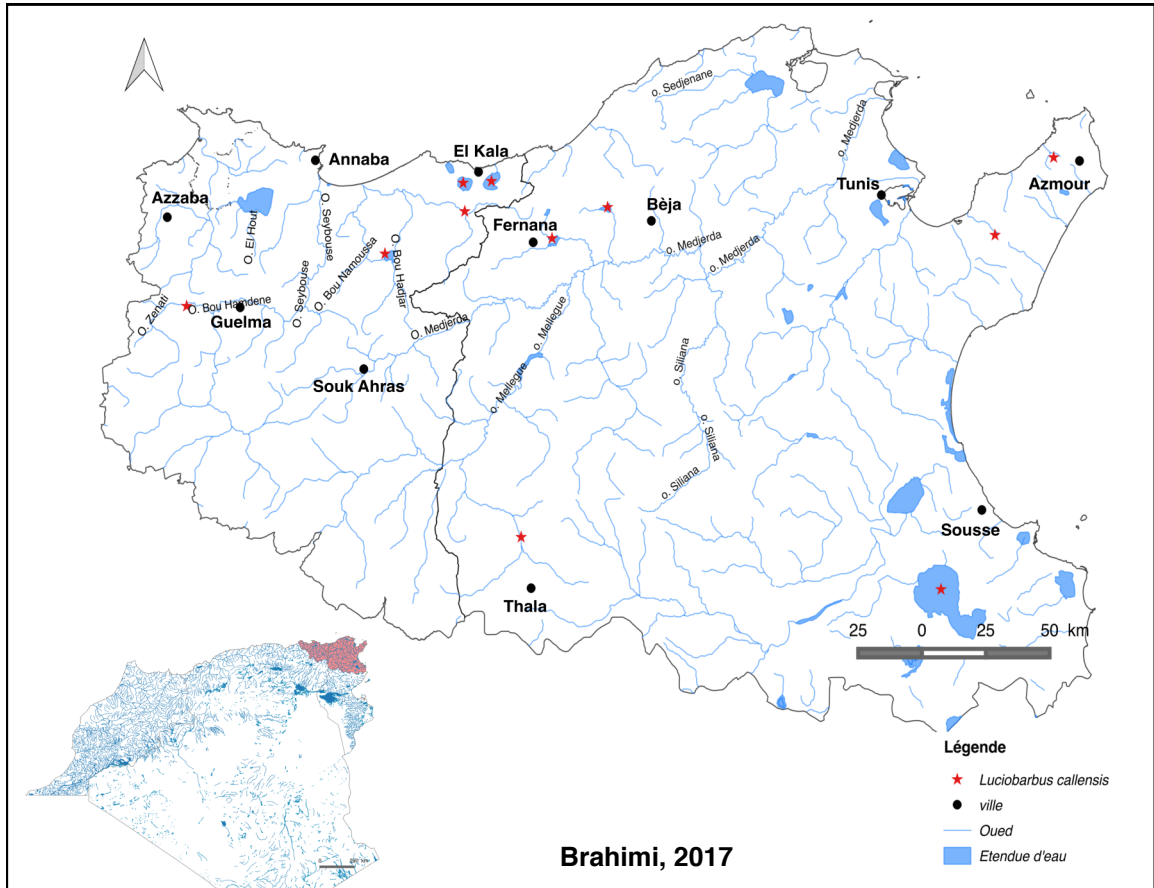 o. Sedjenane
o. Medjerda
Annaba
El Kala
Azmour
Azzaba
Tunis
Bèja
Fernana
O. El Hout
O. Seybouse
O. Bou Namoussa
O. Bou Hadjar
o. Medjerda
o. Medjerda
O. Seybouse
O. Zenati
O. Bou Hamdene
Guelma
O. Medjerda
o. Mellegue
Souk Ahras
o. Mellegue
o. Siliana
o. Siliana
o. Siliana
Sousse
Thala
25 0 25 50 km
Légende
Luciobarbus callensis
ville
Oued
Etendue d'eau
Brahimi, 2017